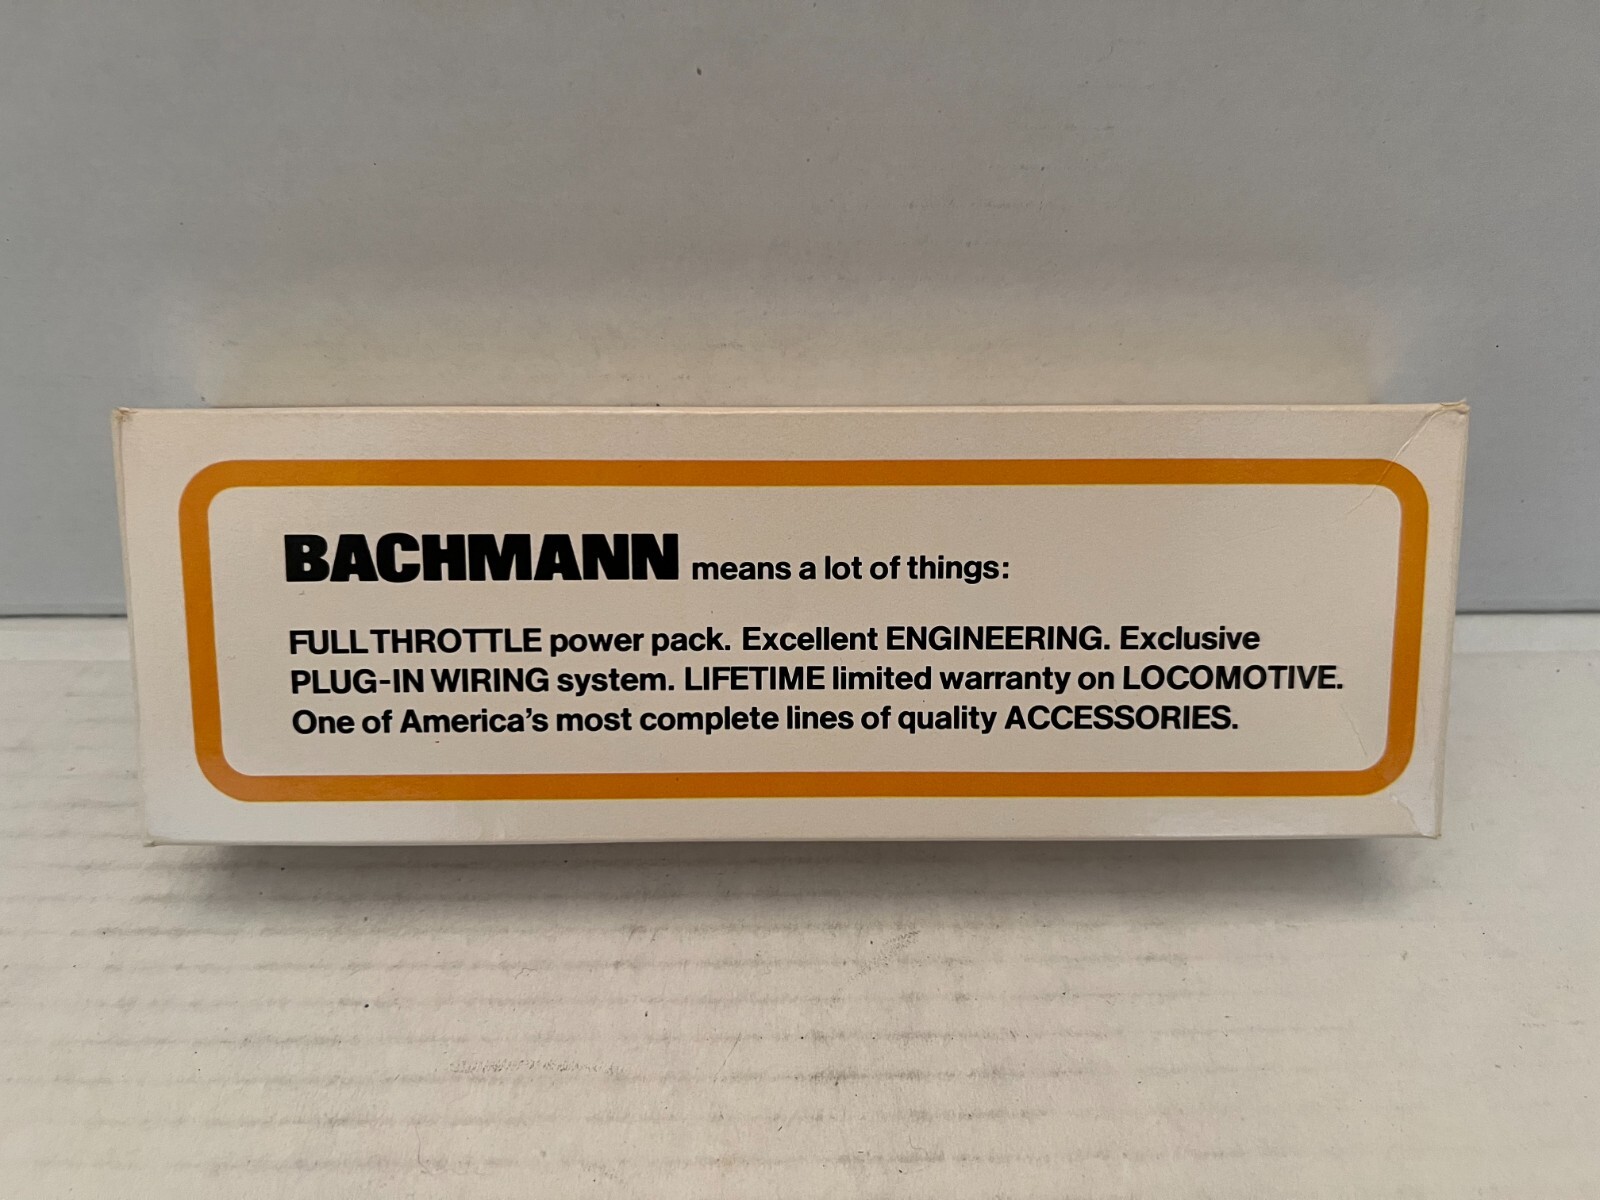 BACHMANN means a lot of things:
FULL THROTTLE power pack. Excellent ENGINEERING. Exclusive
PLUG-IN WIRING system. LIFETIME limited warranty on LOCOMOTIVE.
One of America's most complete lines of quality ACCESSORIES.